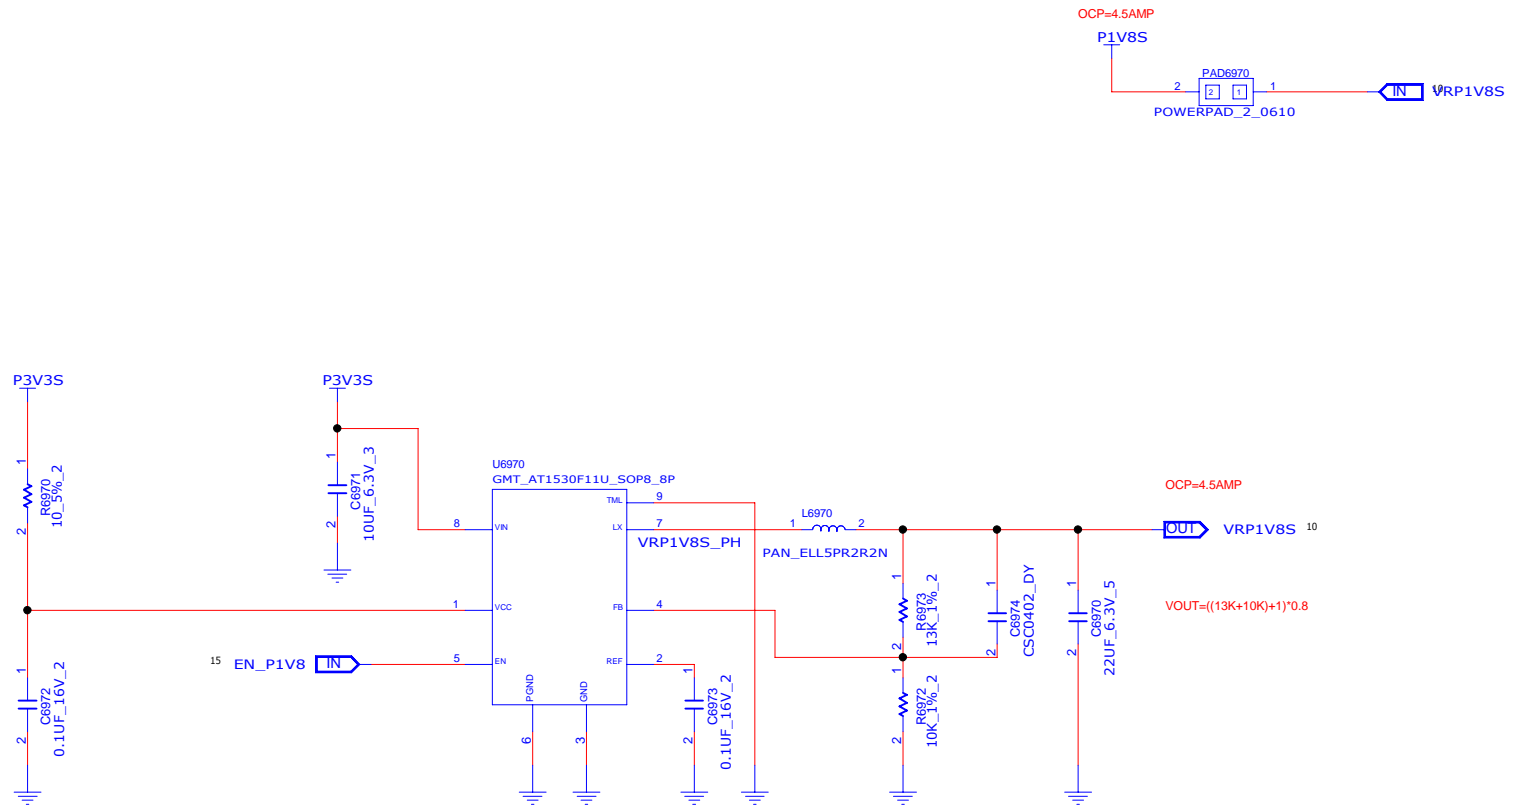 OCP=4.5AMP
P1V8S
PAD6970
2
2
1
1
IN
VRP1V8S
POWERPAD_2_0610
P3V3S
P3V3S
1
R6970
10_5%_2
2
1
C6971
10UF_6.3V_3
2
U6970
GMT_AT1530F11U_SOP8_8P
TML
9
8
VIN
LX
7
VRP1V8S_PH
1
VCC
FB
4
15
EN_P1V8
IN
5
EN
REF
2
PGND
GND
6
3
1
C6972
0.1UF_16V_2
2
1
C6973
0.1UF_16V_2
2
L6970
1
2
PAN_ELL5PR2R2N
1
R6973
13K_1%_2
2
1
R6972
10K_1%_2
2
1
C6974
CSC0402_DY
2
1
C6970
22UF_6.3V_5
2
OCP=4.5AMP
OUT
VRP1V8S
10
VOUT=((13K+10K)+1)*0.8